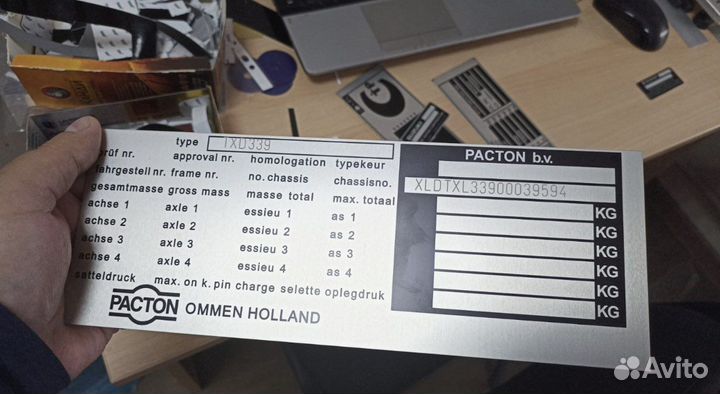 type TXD339
prüf nr. approval nr. homologation typekeur
fahrgestell nr. frame nr. no. chassis chassisno.
gesamtmasse gross mass masse total max. totaal
achse 1 axle 1 essieu 1 as 1
achse 2 axle 2 essieu 2 as 2
achse 3 axle 3 essieu 3 as 3
achse 4 axle 4 essieu 4 as 4
satteldruck max. on k. pin charge selette oplegdruk
PACTON OMMEN HOLLAND
PACTON b.v.
XLDTXL33900039594
KG
KG
KG
KG
KG
KG
Avito